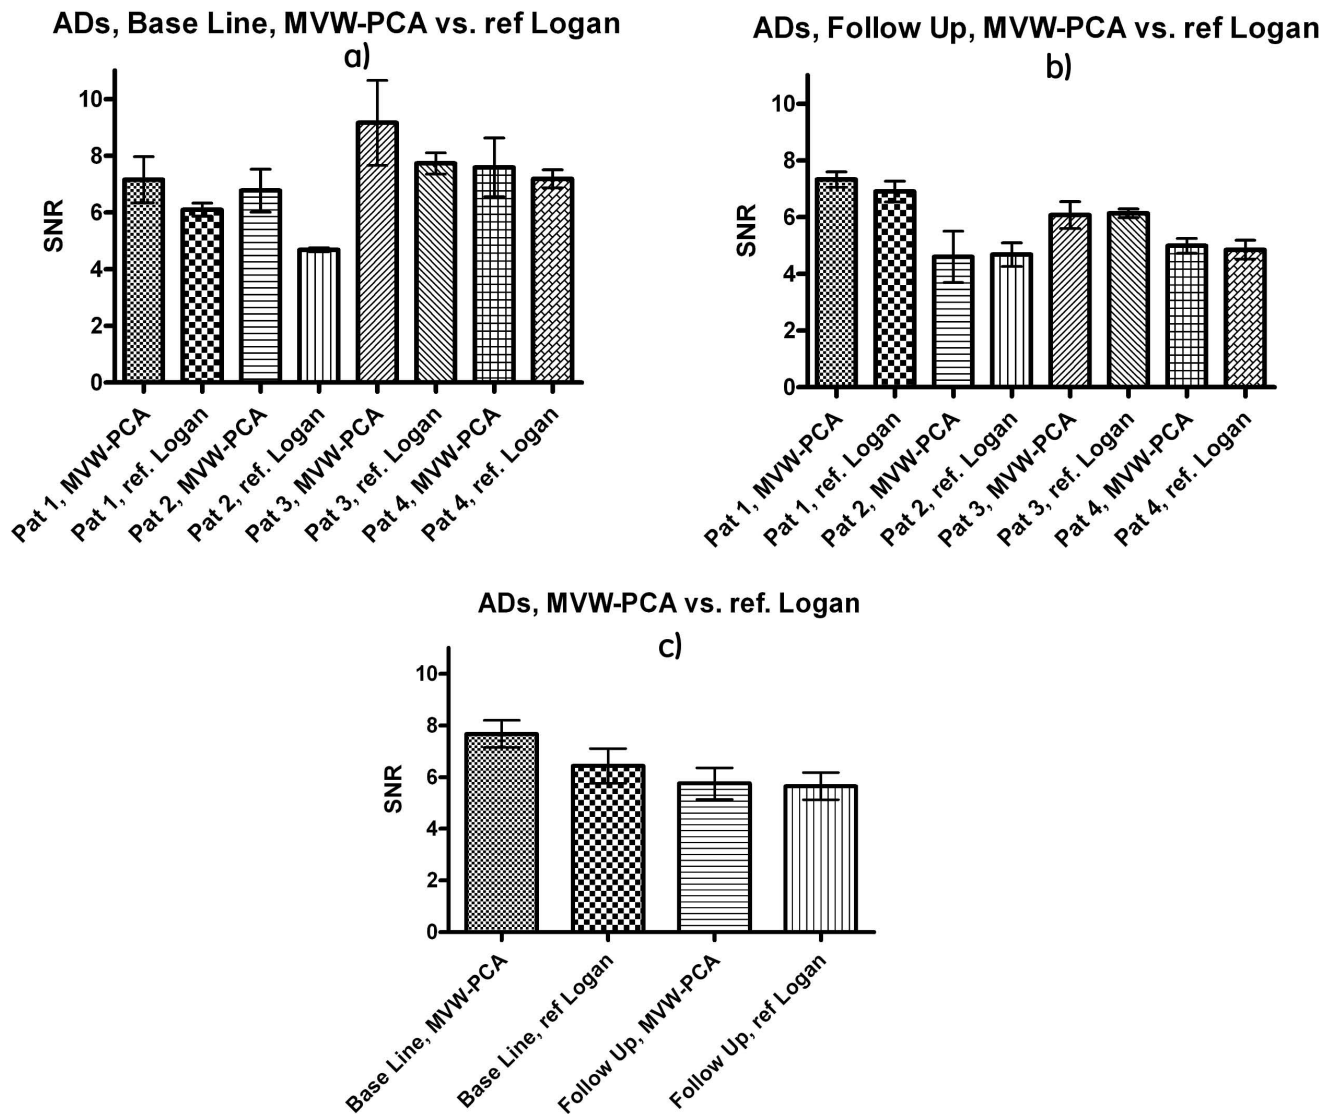 ADs, Base Line, MVW-PCA vs. ref Logan
a)
10
8
6
4
2
0
SNR
Pat 1, MVW-PCA
Pat 1, ref. Logan
Pat 2, MVW-PCA
Pat 2, ref. Logan
Pat 3, MVW-PCA
Pat 3, ref. Logan
Pat 4, MVW-PCA
Pat 4, ref. Logan
ADs, Follow Up, MVW-PCA vs. ref Logan
b)
10
8
6
4
2
0
SNR
Pat 1, MVW-PCA
Pat 1, ref. Logan
Pat 2, MVW-PCA
Pat 2, ref. Logan
Pat 3, MVW-PCA
Pat 3, ref. Logan
Pat 4, MVW-PCA
Pat 4, ref. Logan
ADs, MVW-PCA vs. ref. Logan
c)
10
8
6
4
2
0
SNR
Base Line, MVW-PCA
Base Line, ref Logan
Follow Up, MVW-PCA
Follow Up, ref Logan